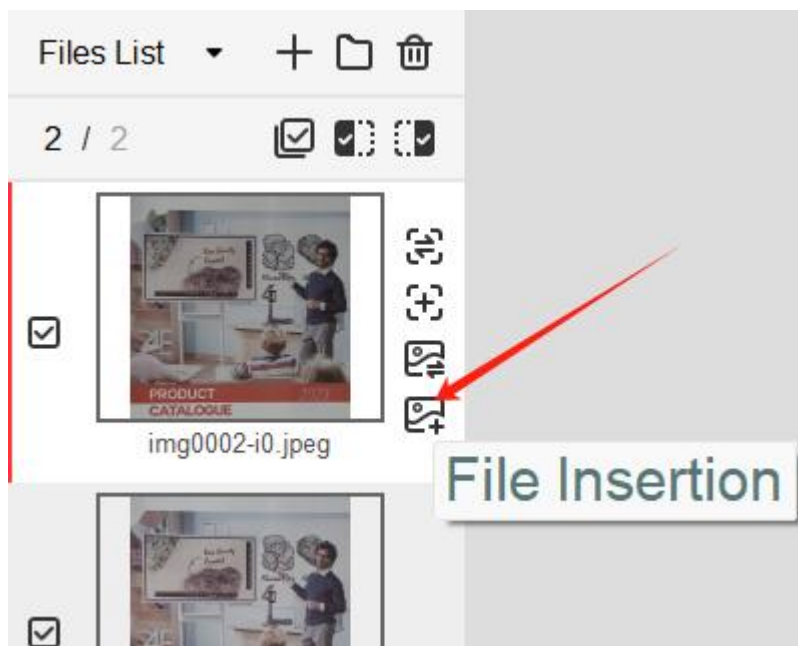 Files List
2 / 2
PRODUCT
CATALOGUE
img0002-i0.jpeg
File Insertion